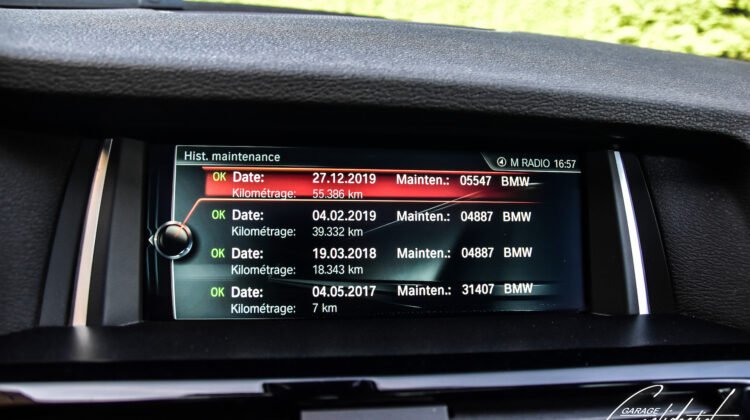 Hist. maintenance M RADIO 16:57
OK Date: 27.12.2019 Mainten.: 05547 BMW
Kilométrage: 55.386 km
OK Date: 04.02.2019 Mainten.: 04887 BMW
Kilométrage: 39.332 km
OK Date: 19.03.2018 Mainten.: 04887 BMW
Kilométrage: 18.343 km
OK Date: 04.05.2017 Mainten.: 31407 BMW
Kilométrage: 7 km
GARAGE